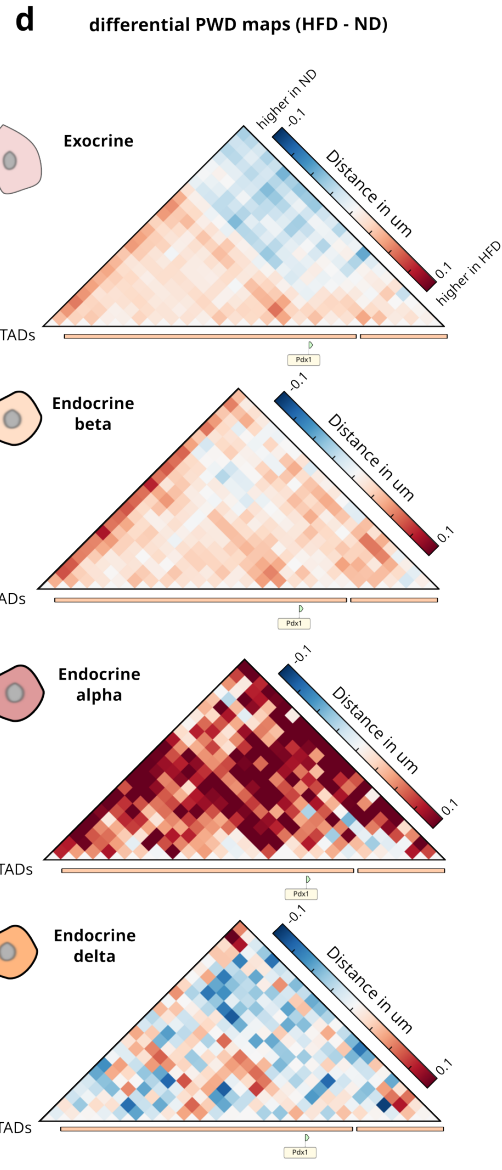 d
differential PWD maps (HFD - ND)
higher in ND
Exocrine
-0.1
Distance in um
0.1
higher in HFD
TADs
Pdx1
Endocrine
beta
-0.1
Distance in um
0.1
ADs
Pdx1
Endocrine
alpha
-0.1
Distance in um
0.1
TADs
Pdx1
Endocrine
delta
-0.1
Distance in um
0.1
TADs
Pdx1